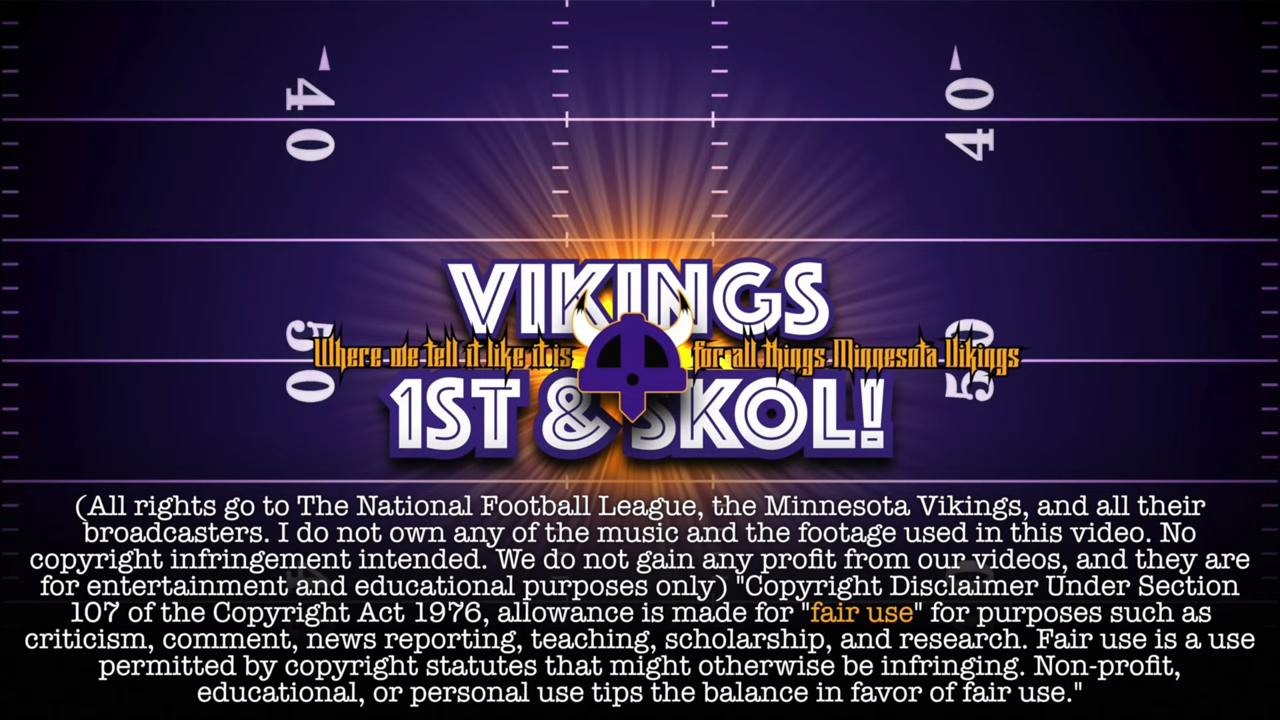 40
40
VIKINGS
50
Where we tell it like it is
for all things Minnesota Vikings
50
1ST & SKOL!
(All rights go to The National Football League, the Minnesota Vikings, and all their
broadcasters. I do not own any of the music and the footage used in this video. No
copyright infringement intended. We do not gain any profit from our videos, and they are
for entertainment and educational purposes only) "Copyright Disclaimer Under Section
107 of the Copyright Act 1976, allowance is made for "fair use" for purposes such as
criticism, comment, news reporting, teaching, scholarship, and research. Fair use is a use
permitted by copyright statutes that might otherwise be infringing. Non-profit,
educational, or personal use tips the balance in favor of fair use."